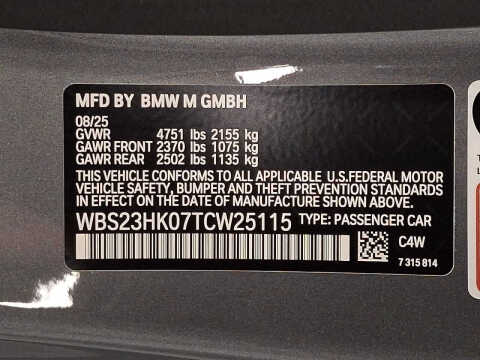 MFD BY BMW M GMBH
08/25
GVWR 4751 lbs 2155 kg
GAWR FRONT 2370 lbs 1075 kg
GAWR REAR 2502 lbs 1135 kg
THIS VEHICLE CONFORMS TO ALL APPLICABLE U.S.FEDERAL MOTOR
VEHICLE SAFETY, BUMPER AND THEFT PREVENTION STANDARDS
IN EFFECT ON THE DATE OF MANUFACTURE SHOWN ABOVE.
WBS23HK07TCW25115 TYPE: PASSENGER CAR
C4W
7 315 814